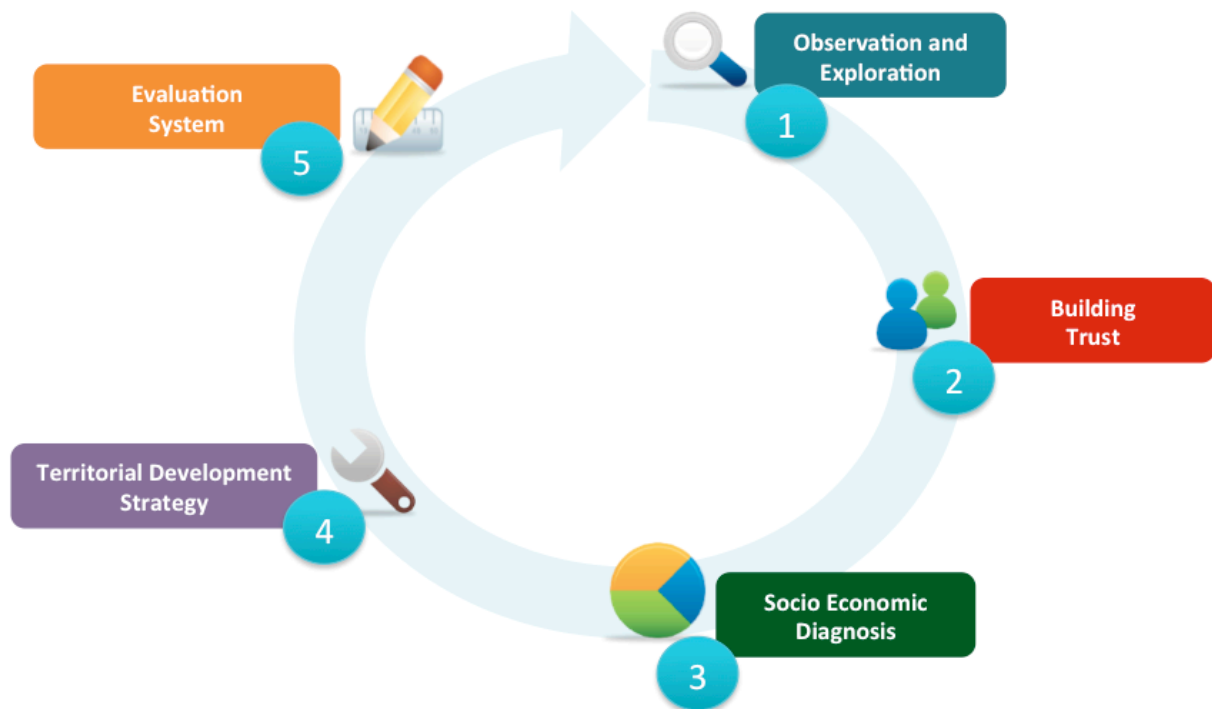 Observation and
Exploration
1
Building
Trust
2
Socio Economic
Diagnosis
3
Territorial Development
Strategy
4
Evaluation
System
5